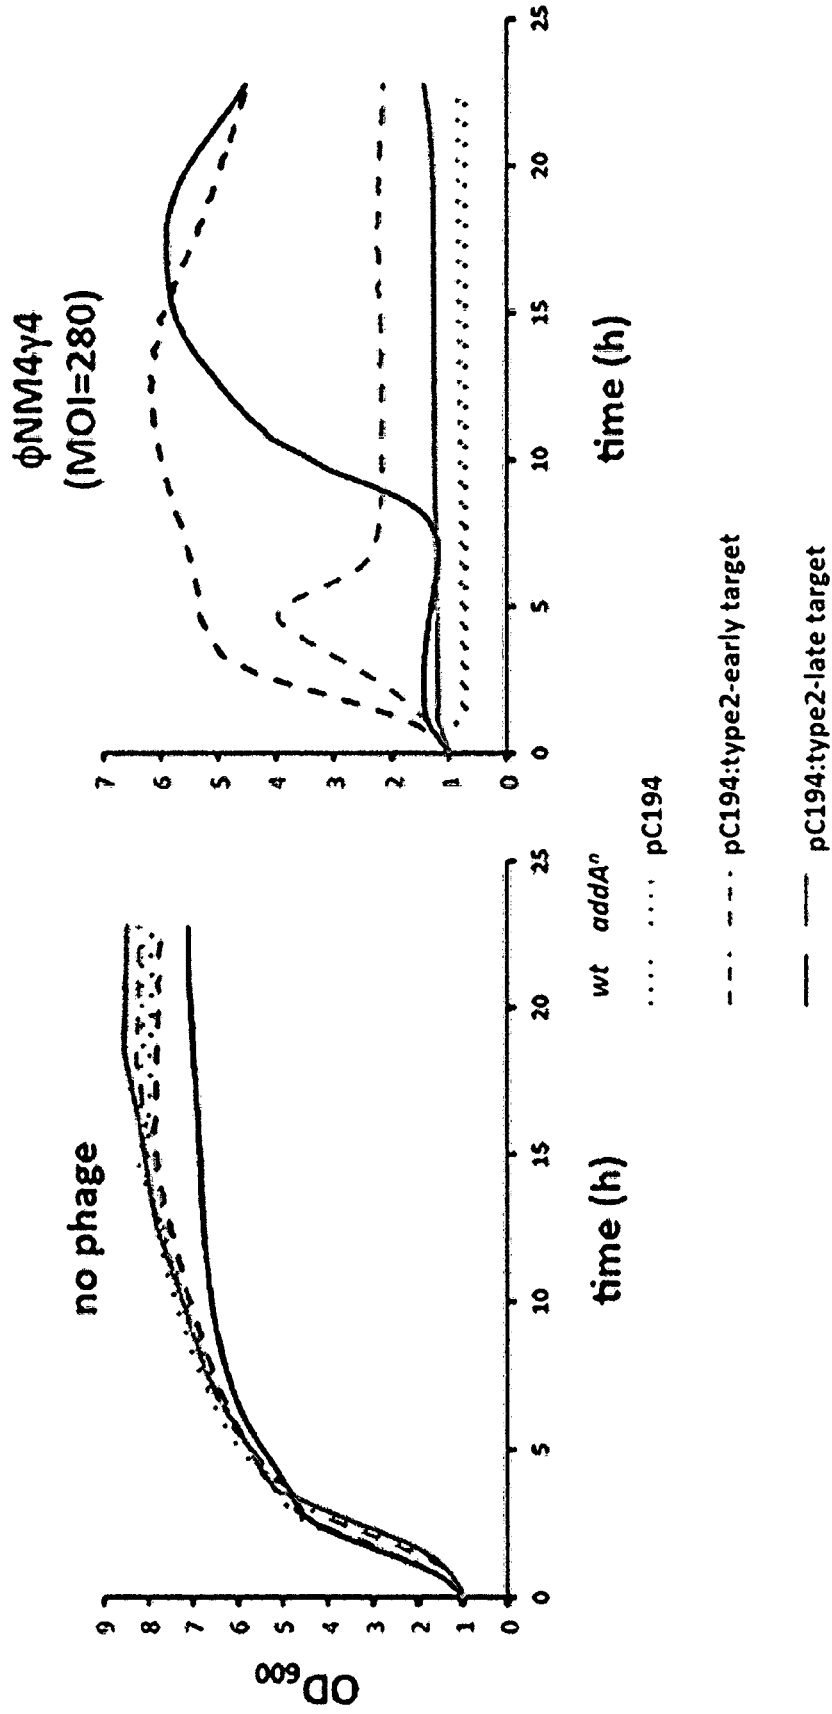 no phage
OD600
9
8
7
6
5
4
3
2
1
0
0 5 10 15 20 25
time (h)
ϕNM4γ4
(MOI=280)
7
6
5
4
3
2
1
0
0 5 10 15 20 25
time (h)
wt addAⁿ
pC194
pC194::type2-early target
pC194::type2-late target